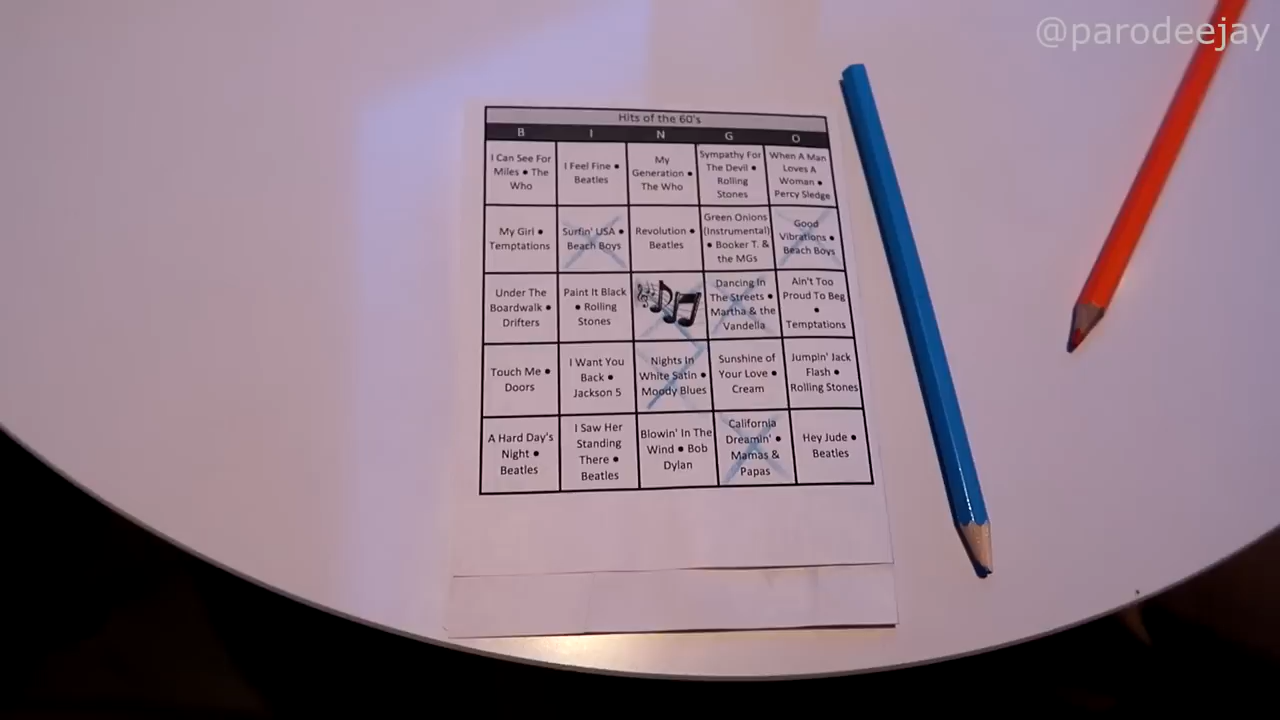 @parodeejay
Hits of the 60's
B I N G O
I Can See For
Miles • The
Who
I Feel Fine •
Beatles
My
Generation •
The Who
Sympathy For
The Devil •
Rolling
Stones
When A Man
Loves A
Woman •
Percy Sledge
My Girl •
Temptations
Surfin' USA •
Beach Boys
Revolution •
Beatles
Green Onions
(Instrumental)
• Booker T. &
the MGs
Good
Vibrations •
Beach Boys
Under The
Boardwalk •
Drifters
Paint It Black
• Rolling
Stones
Dancing In
The Streets •
Martha & the
Vandella
Ain't Too
Proud To Beg
•
Temptations
Touch Me •
Doors
I Want You
Back •
Jackson 5
Nights In
White Satin •
Moody Blues
Sunshine of
Your Love •
Cream
Jumpin' Jack
Flash •
Rolling Stones
A Hard Day's
Night •
Beatles
I Saw Her
Standing
There •
Beatles
Blowin' In The
Wind • Bob
Dylan
California
Dreamin' •
Mamas &
Papas
Hey Jude •
Beatles